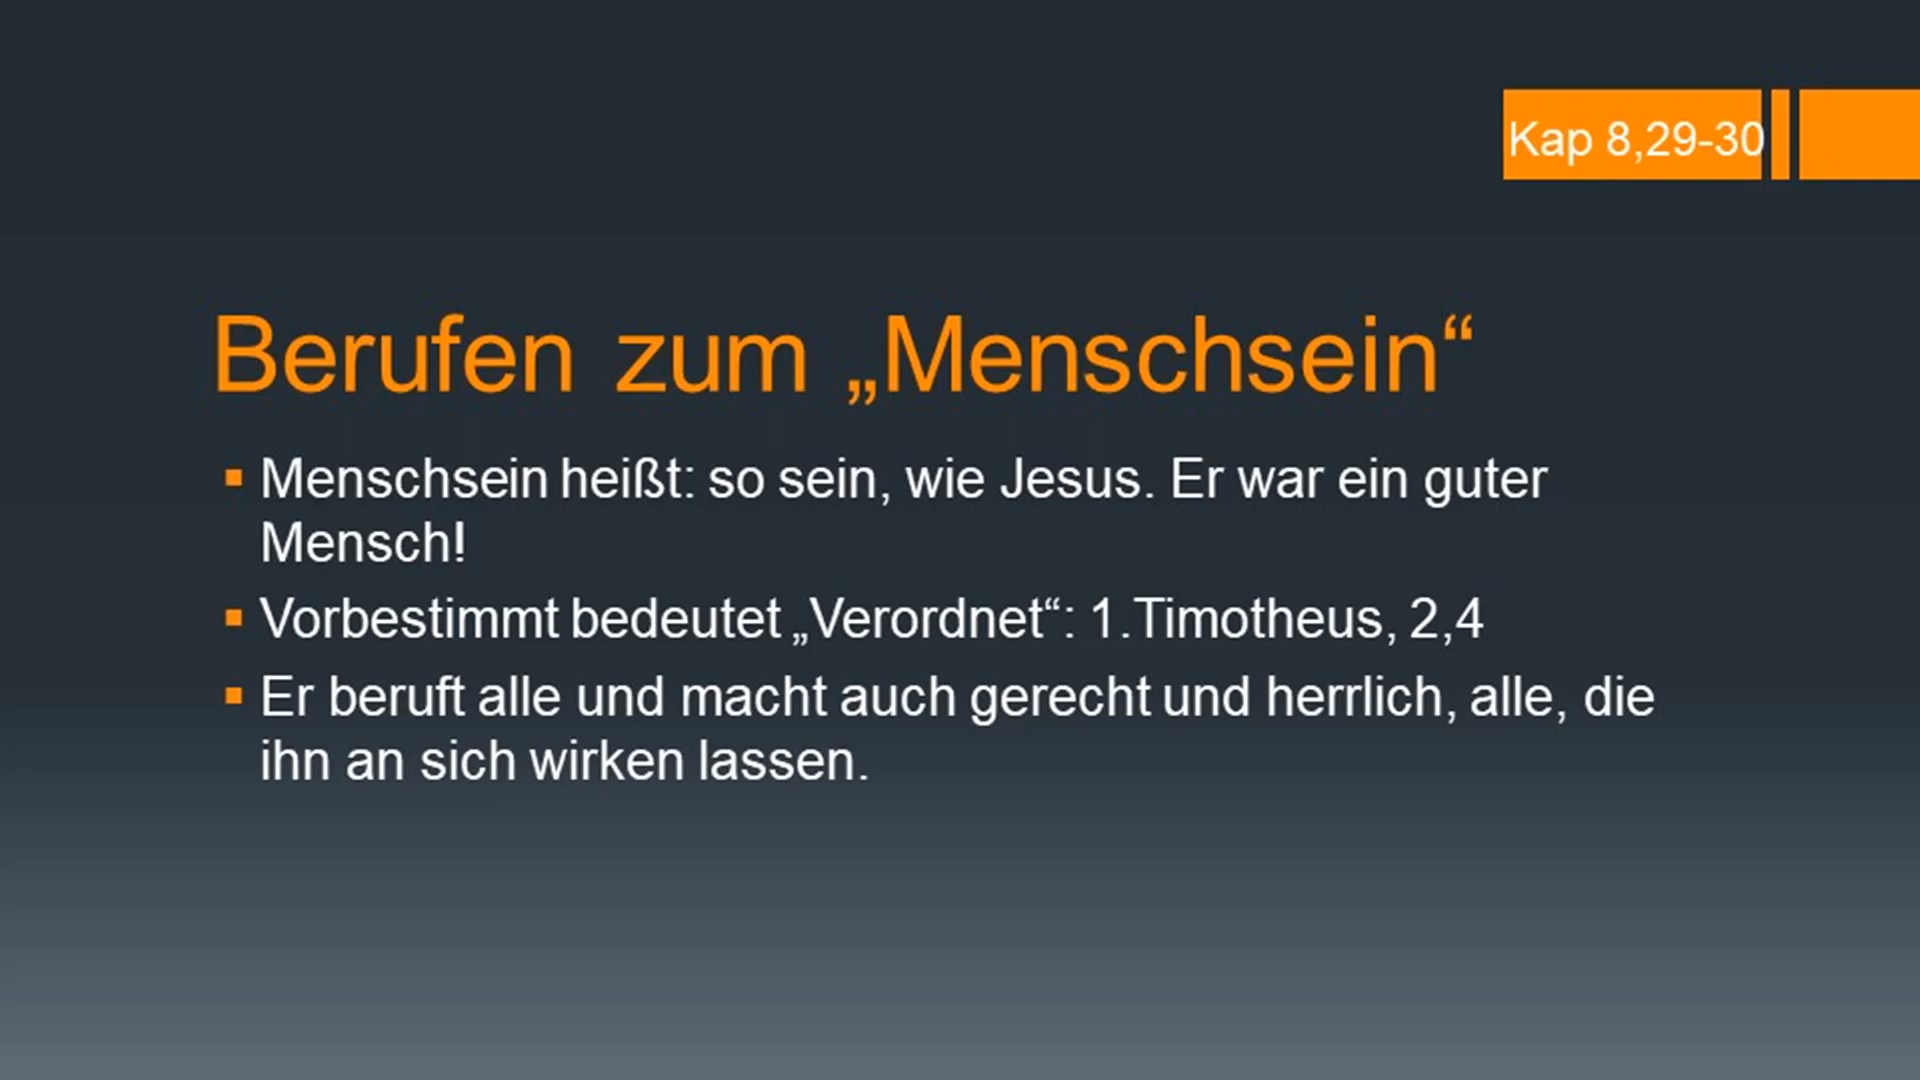 Kap 8,29-30
Berufen zum „Menschsein“
Menschsein heißt: so sein, wie Jesus. Er war ein guter
Mensch!
Vorbestimmt bedeutet „Verordnet“: 1.Timotheus, 2,4
Er beruft alle und macht auch gerecht und herrlich, alle, die
ihn an sich wirken lassen.